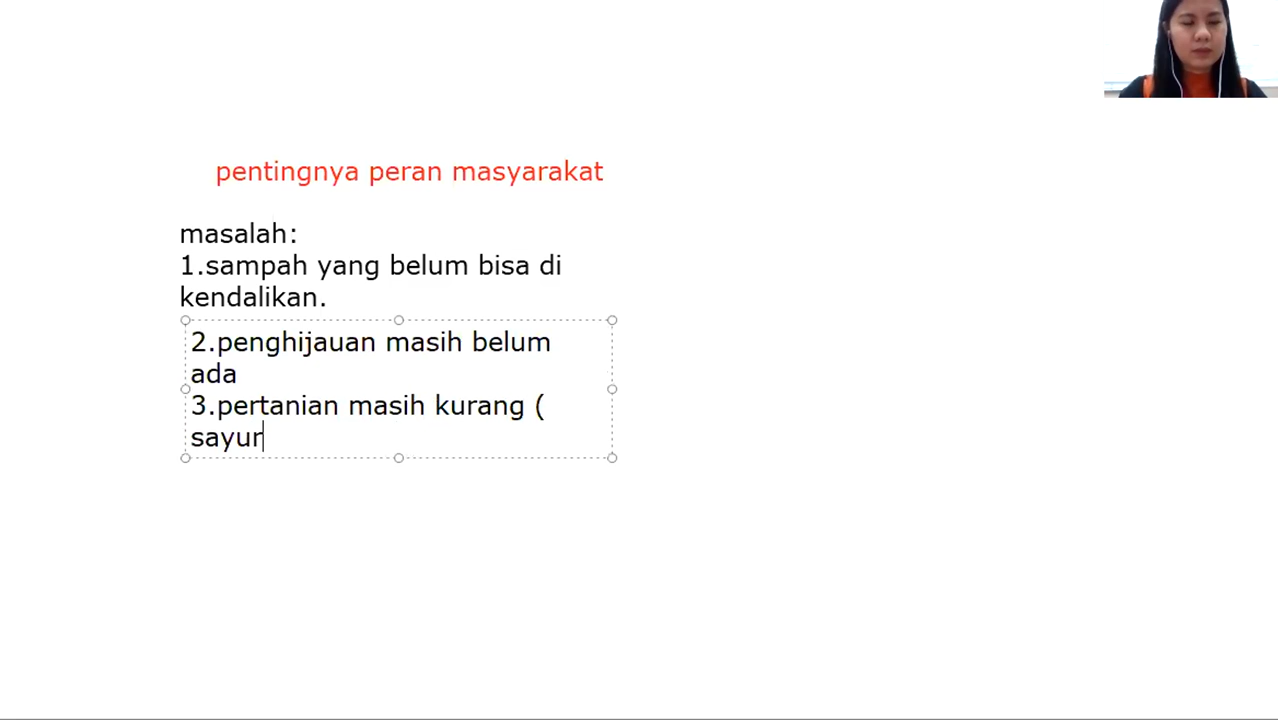 pentingnya peran masyarakat
masalah:
1.sampah yang belum bisa di
kendalikan.
2.penghijauan masih belum
ada
3.pertanian masih kurang (
sayur